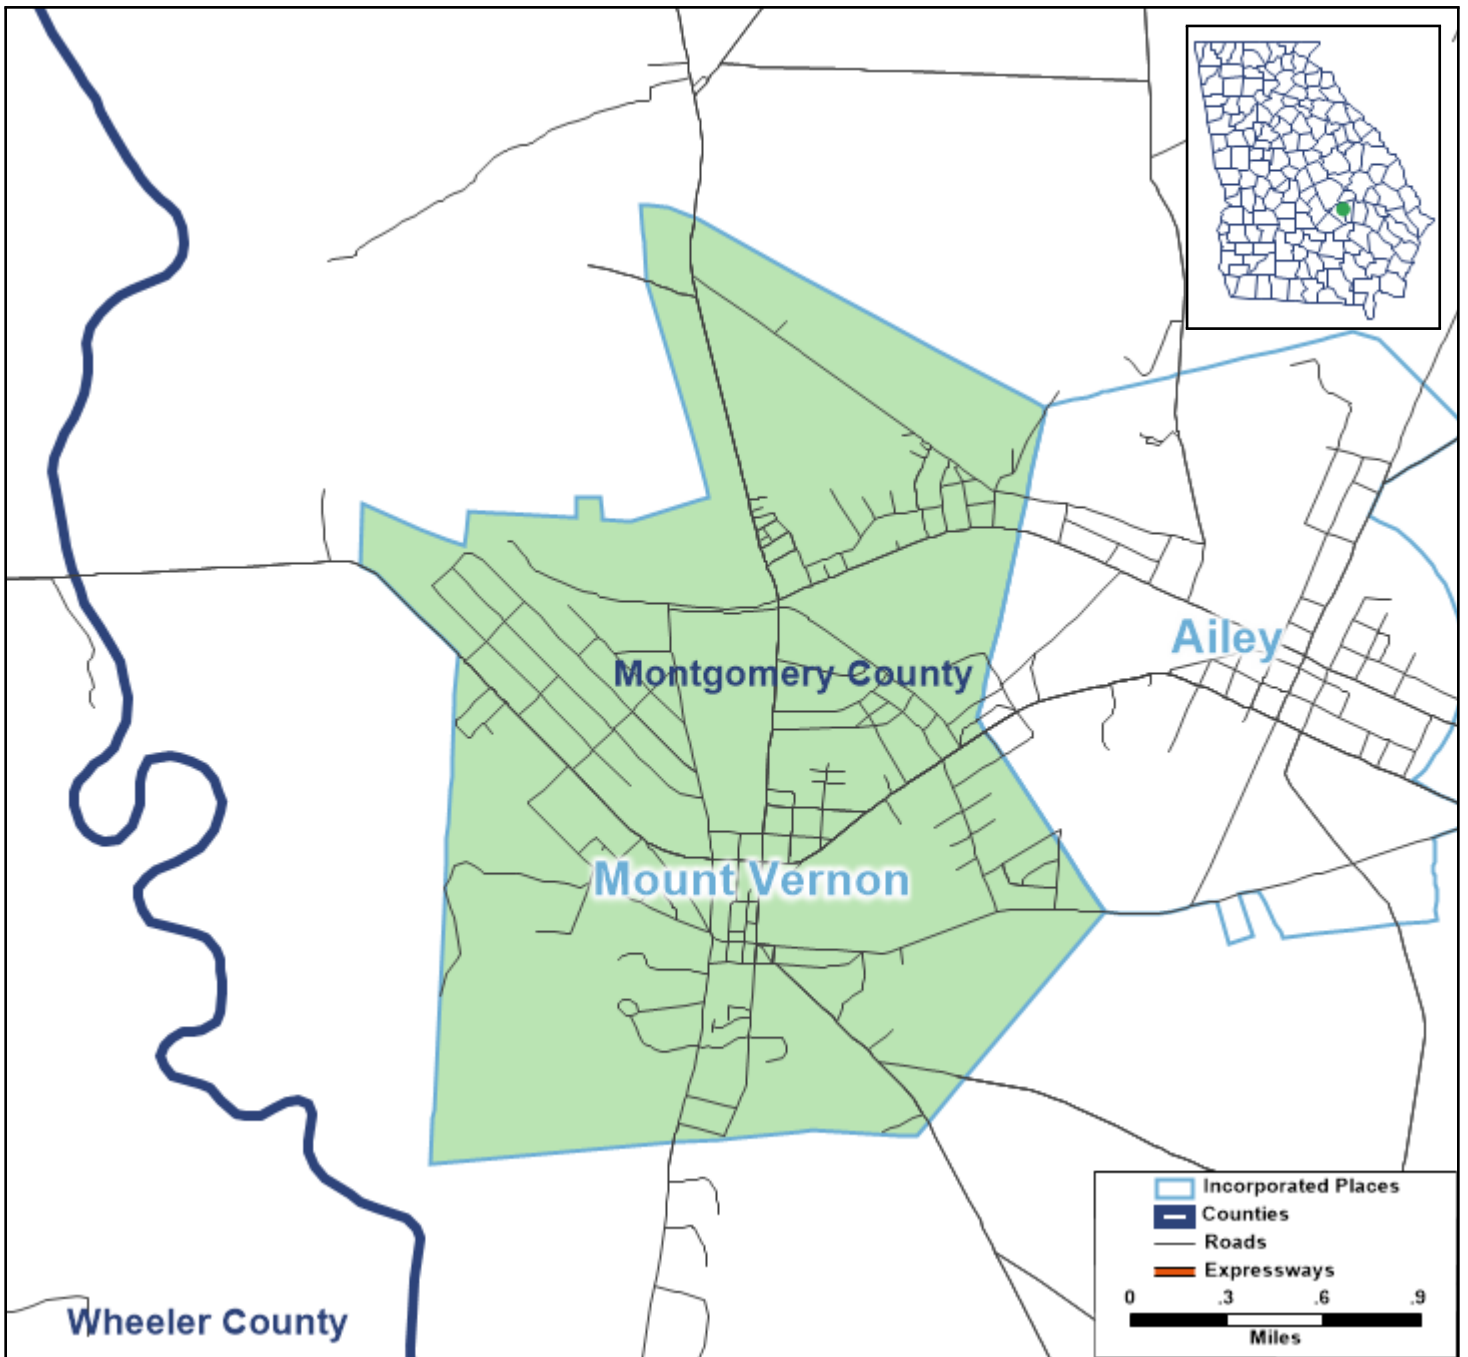 Ailey
Montgomery County
Mount Vernon
Wheeler County
Incorporated Places
Counties
Roads
Expressways
0 .3 .6 .9
Miles